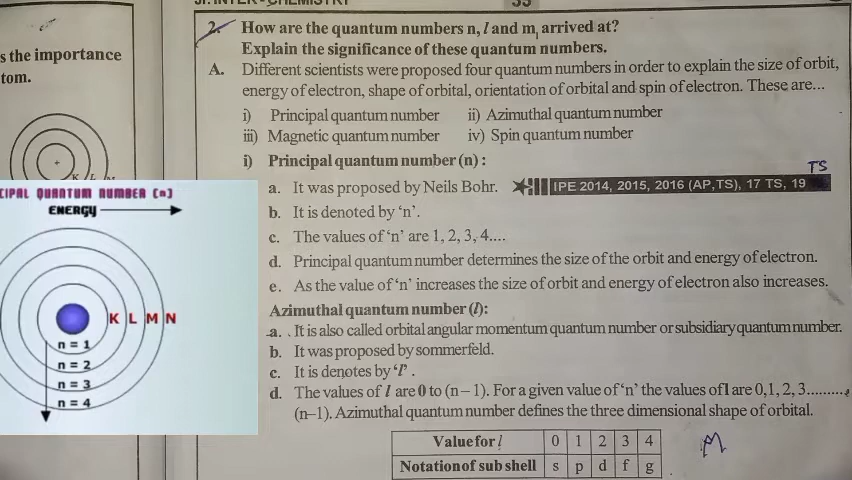 JR. INTER - CHEMISTRY
33
s the importance
tom.
K L M
CIPAL QUANTUM NUMBER (n)
ENERGY
K L M N
n = 1
n = 2
n = 3
n = 4
2. How are the quantum numbers n, l and m, arrived at?
Explain the significance of these quantum numbers.
A. Different scientists were proposed four quantum numbers in order to explain the size of orbit,
energy of electron, shape of orbital, orientation of orbital and spin of electron. These are...
i) Principal quantum number ii) Azimuthal quantum number
iii) Magnetic quantum number iv) Spin quantum number
i) Principal quantum number (n) :
TS
a. It was proposed by Neils Bohr. IPE 2014, 2015, 2016 (AP,TS), 17 TS, 19
b. It is denoted by ‘n’.
c. The values of ‘n’ are 1, 2, 3, 4....
d. Principal quantum number determines the size of the orbit and energy of electron.
e. As the value of ‘n’ increases the size of orbit and energy of electron also increases.
Azimuthal quantum number (l):
a. It is also called orbital angular momentum quantum number or subsidiary quantum number.
b. It was proposed by sommerfeld.
c. It is denotes by ‘l’ .
d. The values of l are 0 to (n–1). For a given value of ‘n’ the values of l are 0,1, 2, 3..........,
(n–1). Azimuthal quantum number defines the three dimensional shape of orbital.
Value for l 0 1 2 3 4
M
Notation of sub shell s p d f g